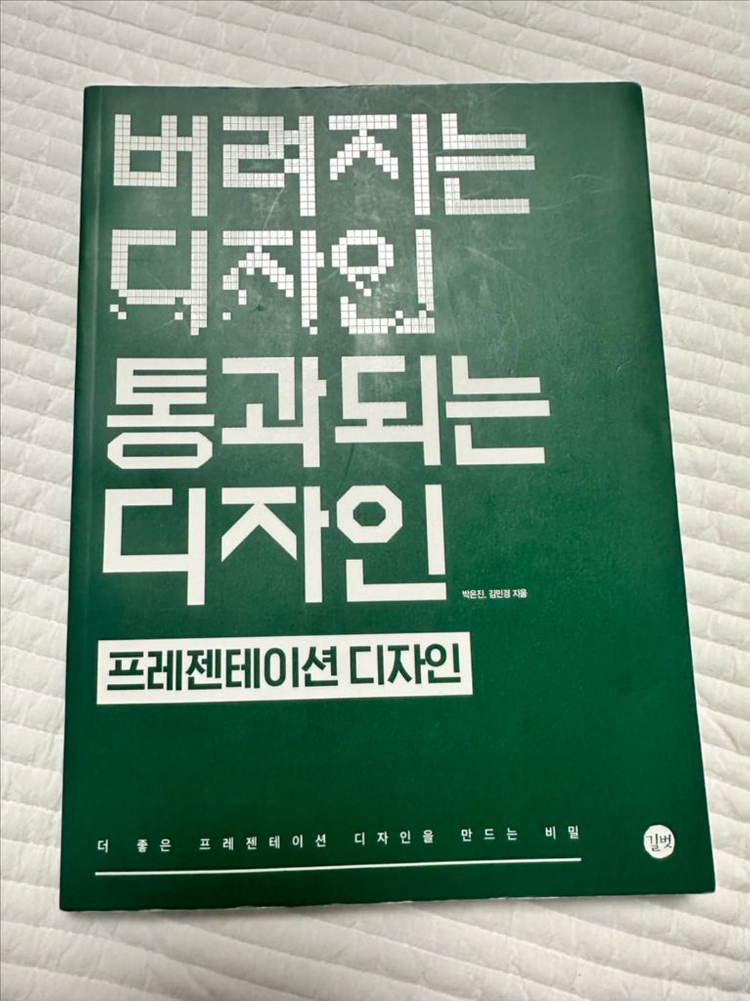 버려지는
디자인
통과되는
디자인
박은진, 김민경 지음
프레젠테이션 디자인
더 좋은 프레젠테이션 디자인을 만드는 비밀
길벗